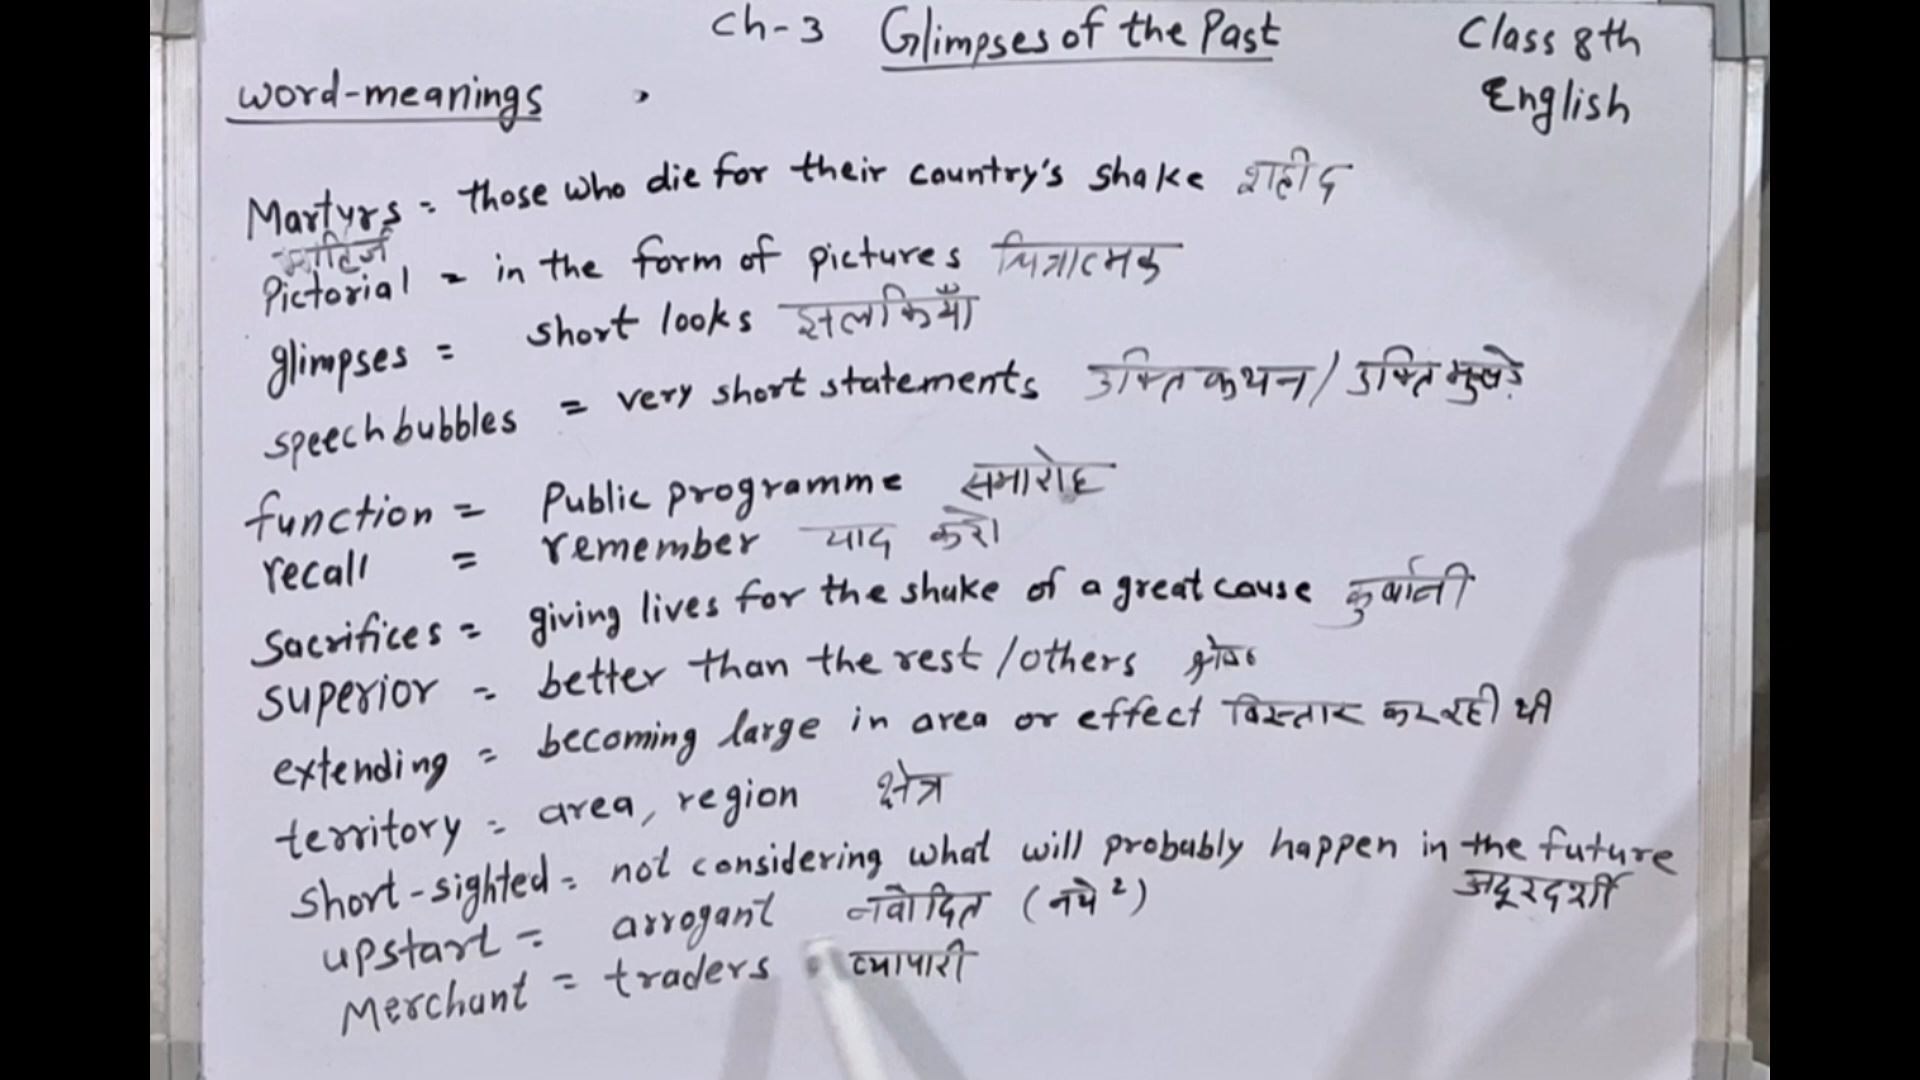 Ch-3 Glimpses of the Past Class 8th
English
word-meanings
Martyrs = those who die for their country's shake शहीद
मार्टिर्ज
Pictorial = in the form of pictures चित्रात्मक
glimpses = short looks झलकियाँ
speech bubbles = very short statements उक्ति कथन / उक्ति मुखड़े
function = Public programme समारोह
recall = remember याद करो
Sacrifices = giving lives for the shake of a great cause कुर्बानी
superior = better than the rest / others
extending = becoming large in area or effect विस्तार कर रही थी
territory = area, region क्षेत्र
Short-sighted = not considering what will probably happen in the future
अदूरदर्शी
upstart = arrogant नवोदित (नये २)
Merchant = traders व्यापारी